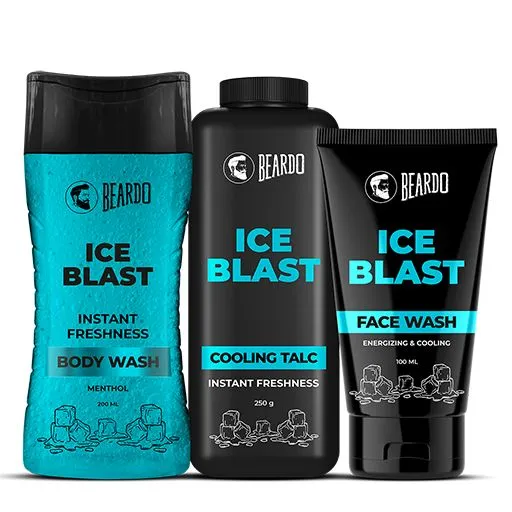 BEARDO
ICE
BLAST
INSTANT
FRESHNESS
BODY WASH
MENTHOL
200 ML
BEARDO
ICE
BLAST
COOLING TALC
INSTANT FRESHNESS
250 g
BEARDO
ICE
BLAST
FACE WASH
ENERGIZING & COOLING
100 ML